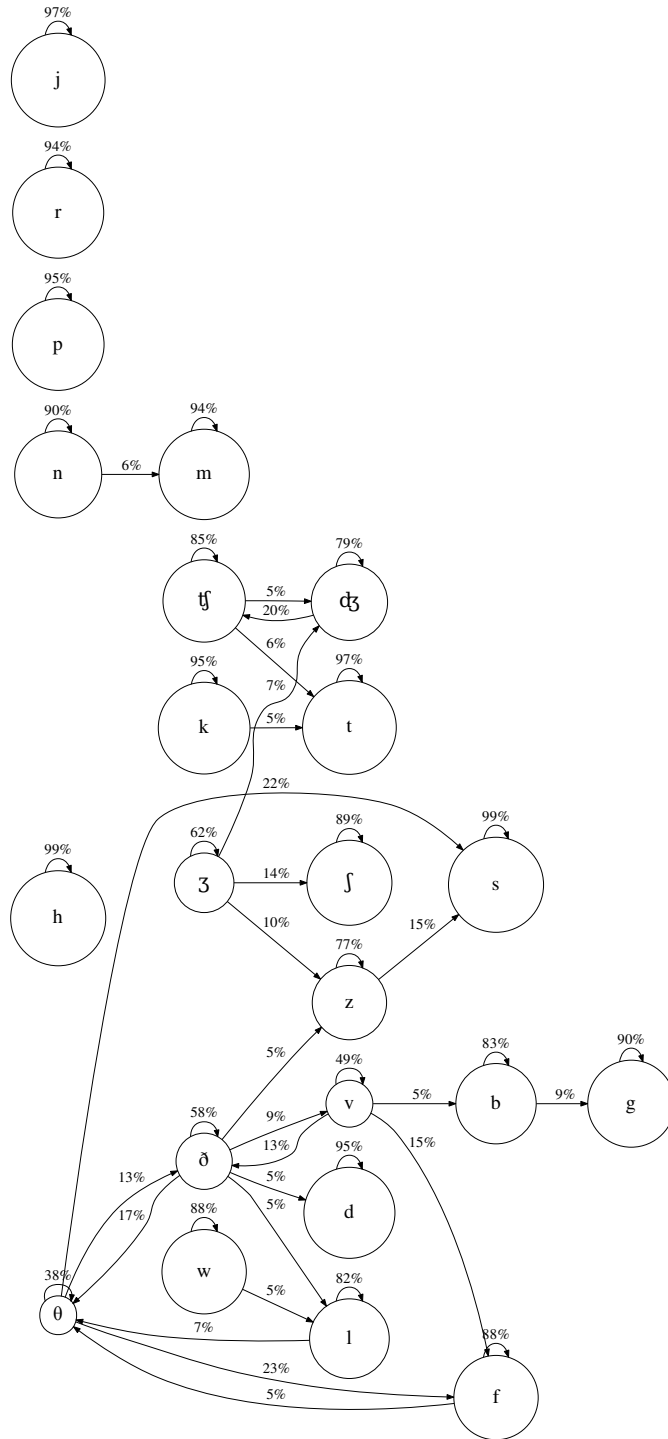 97%
j
94%
r
95%
p
90% 94%
n 6% m
85% 79%
ʧ 5% ʤ
20%
6%
95% 97%
7%
k 5% t
22%
62% 89% 99%
ʒ 14% ʃ s
99%
h 10% 15%
77%
z
5% 49% 83% 90%
58% 9% v 5% b 9% g
13% 15%
ð 95%
13% 5%
17% 5% d
88%
w
38% 5% 82%
θ 7% l
88%
23% f
5%